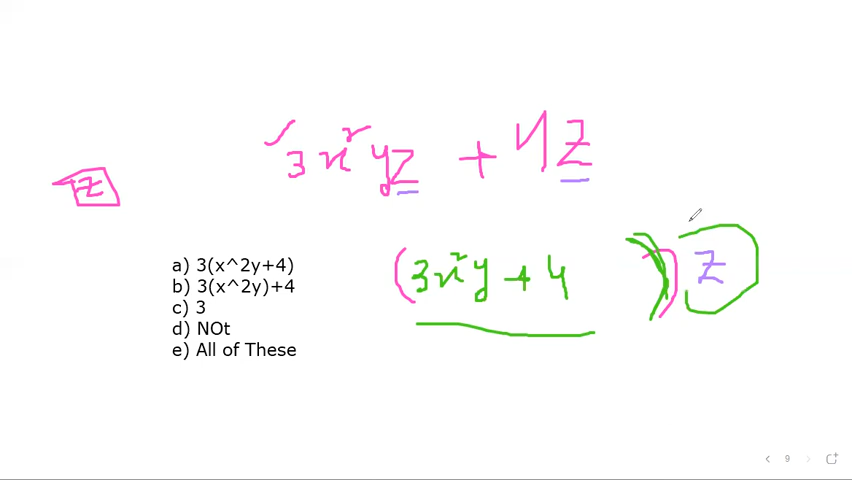 3x²yz + 4z
z
(3x²y + 4) z
a) 3(x^2y+4)
b) 3(x^2y)+4
c) 3
d) NOt
e) All of These
9